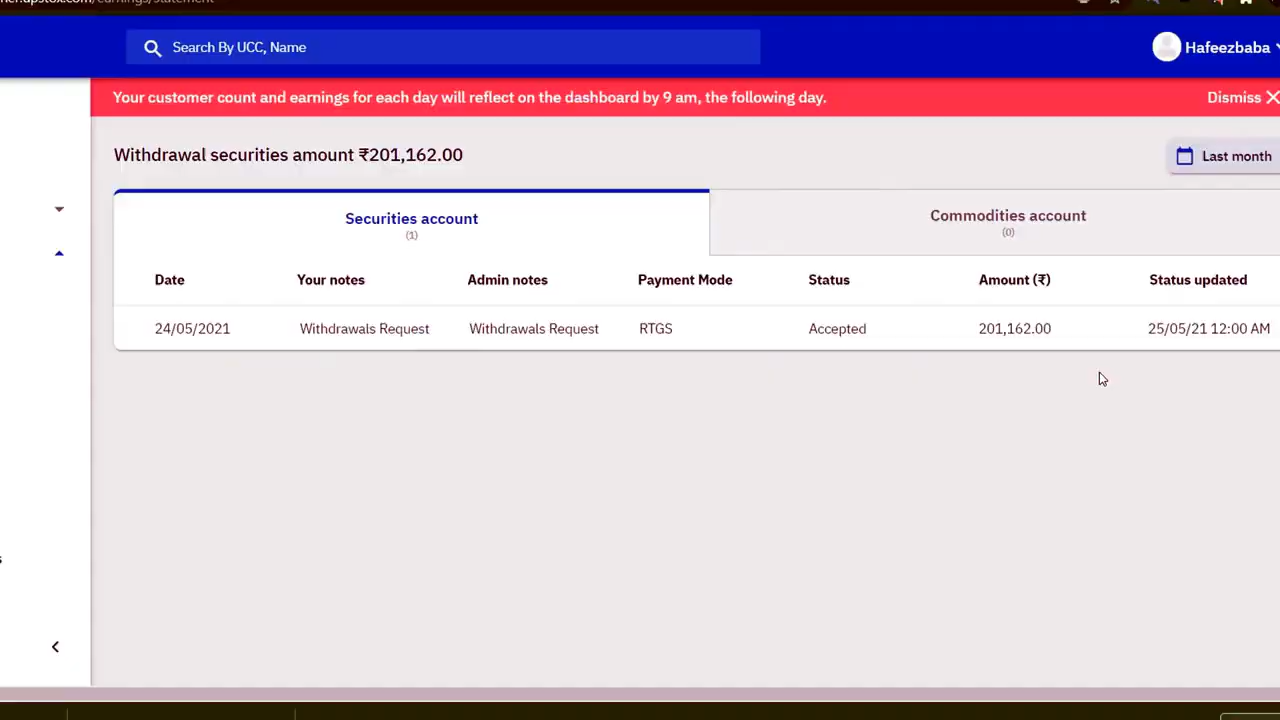 Search By UCC, Name
Hafeezbaba
Your customer count and earnings for each day will reflect on the dashboard by 9 am, the following day.
Dismiss
Withdrawal securities amount ₹201,162.00
Last month
Securities account
(1)
Commodities account
(0)
Date Your notes Admin notes Payment Mode Status Amount (₹) Status updated
24/05/2021 Withdrawals Request Withdrawals Request RTGS Accepted 201,162.00 25/05/21 12:00 AM